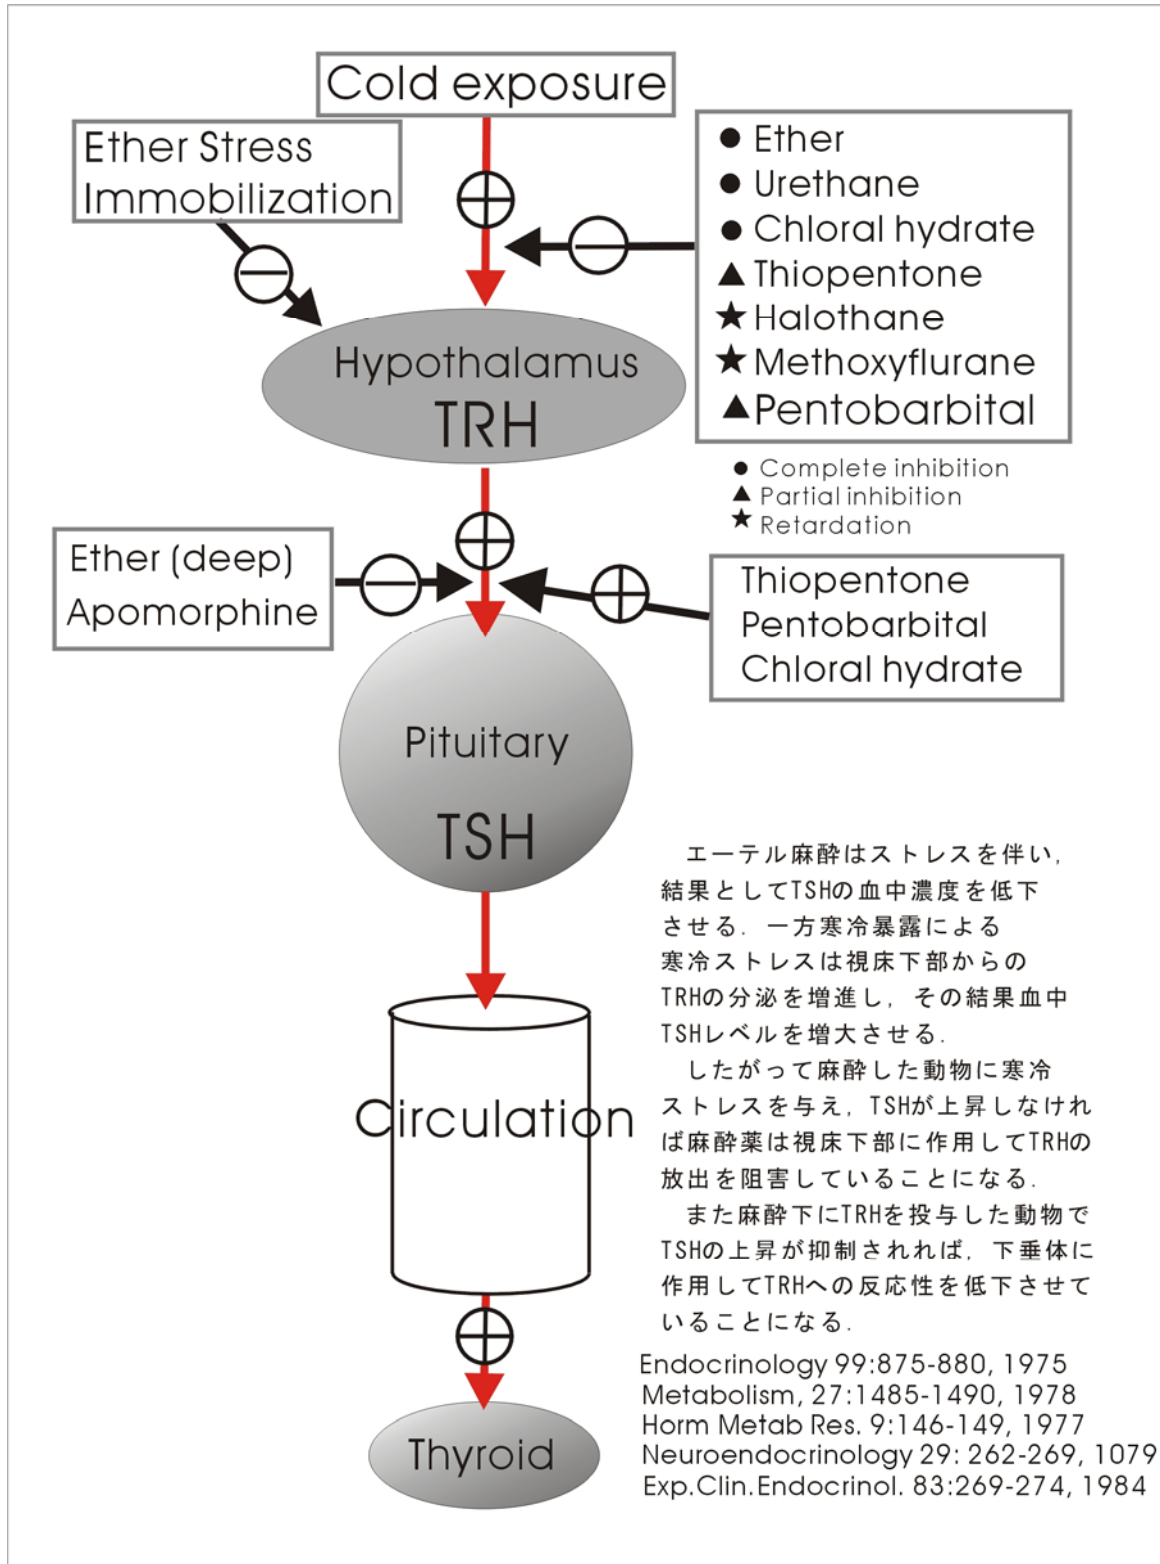 Cold exposure
Ether Stress
Immobilization
● Ether
● Urethane
● Chloral hydrate
▲ Thiopentone
★ Halothane
★ Methoxyflurane
▲ Pentobarbital
Hypothalamus
TRH
● Complete inhibition
▲ Partial inhibition
★ Retardation
Ether (deep)
Apomorphine
Thiopentone
Pentobarbital
Chloral hydrate
Pituitary
TSH
エーテル麻酔はストレスを伴い,
結果としてTSHの血中濃度を低下
させる. 一方寒冷暴露による
寒冷ストレスは視床下部からの
TRHの分泌を増進し, その結果血中
TSHレベルを増大させる.
したがって麻酔した動物に寒冷
ストレスを与え, TSHが上昇しなけれ
ば麻酔薬は視床下部に作用してTRHの
放出を阻害していることになる.
また麻酔下にTRHを投与した動物で
TSHの上昇が抑制されれば, 下垂体に
作用してTRHへの反応性を低下させて
いることになる.
Circulation
Thyroid
Endocrinology 99:875-880, 1975
Metabolism, 27:1485-1490, 1978
Horm Metab Res. 9:146-149, 1977
Neuroendocrinology 29: 262-269, 1079
Exp.Clin.Endocrinol. 83:269-274, 1984